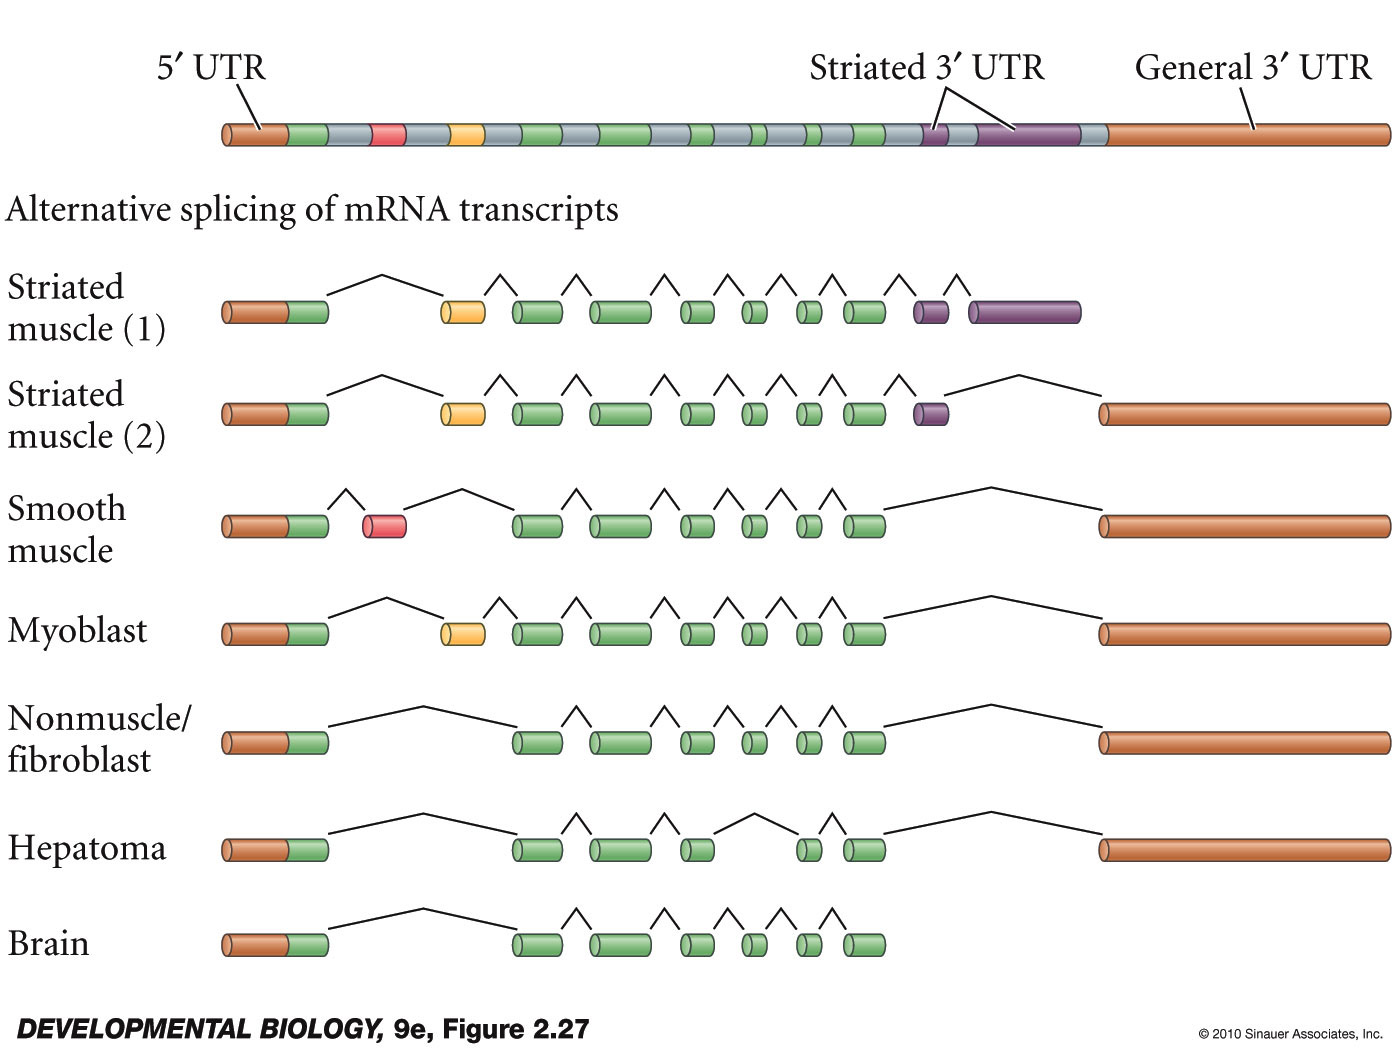 5′ UTR
Striated 3′ UTR
General 3′ UTR
Alternative splicing of mRNA transcripts
Striated
muscle (1)
Striated
muscle (2)
Smooth
muscle
Myoblast
Nonmuscle/
fibroblast
Hepatoma
Brain
DEVELOPMENTAL BIOLOGY, 9e, Figure 2.27
© 2010 Sinauer Associates, Inc.